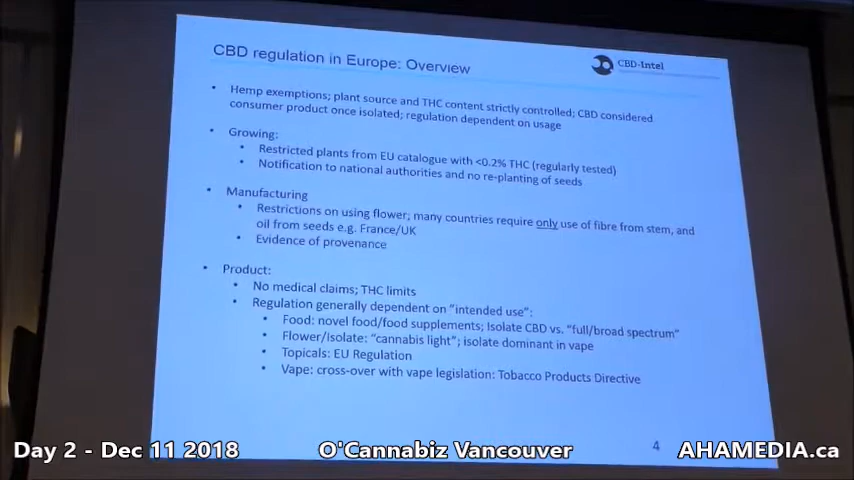 CBD regulation in Europe: Overview
CBD-Intel
• Hemp exemptions; plant source and THC content strictly controlled; CBD considered
consumer product once isolated; regulation dependent on usage
• Growing:
• Restricted plants from EU catalogue with <0.2% THC (regularly tested)
• Notification to national authorities and no re-planting of seeds
• Manufacturing
• Restrictions on using flower; many countries require only use of fibre from stem, and
oil from seeds e.g. France/UK
• Evidence of provenance
• Product:
• No medical claims; THC limits
• Regulation generally dependent on "intended use":
• Food: novel food/food supplements; Isolate CBD vs. "full/broad spectrum"
• Flower/Isolate: "cannabis light"; isolate dominant in vape
• Topicals: EU Regulation
• Vape: cross-over with vape legislation: Tobacco Products Directive
4
Day 2 - Dec 11 2018
O'Cannabiz Vancouver
AHAMEDIA.ca